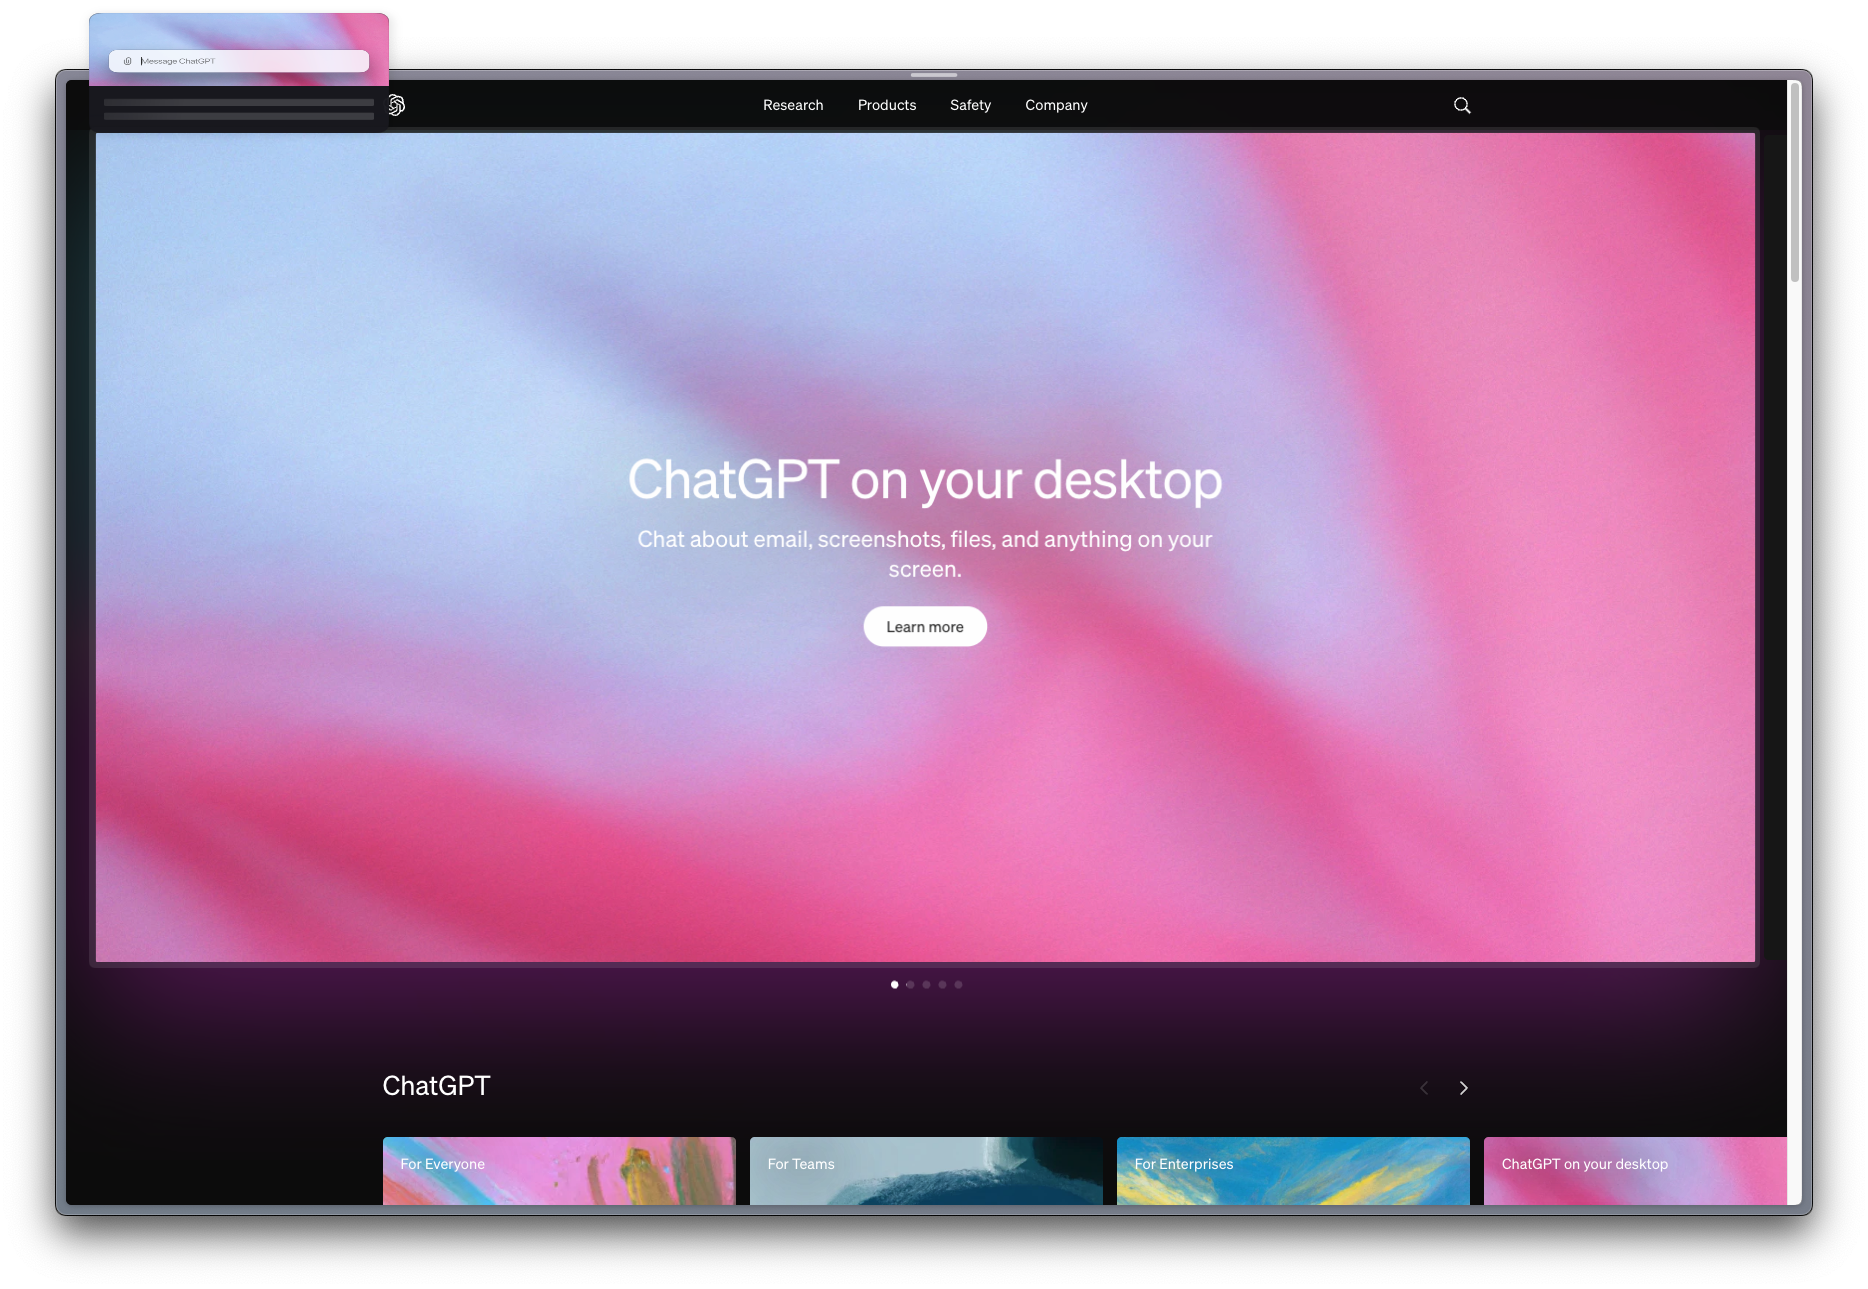 Message ChatGPT
Research Products Safety Company
ChatGPT on your desktop
Chat about email, screenshots, files, and anything on your
screen.
Learn more
ChatGPT
For Everyone
For Teams
For Enterprises
ChatGPT on your desktop